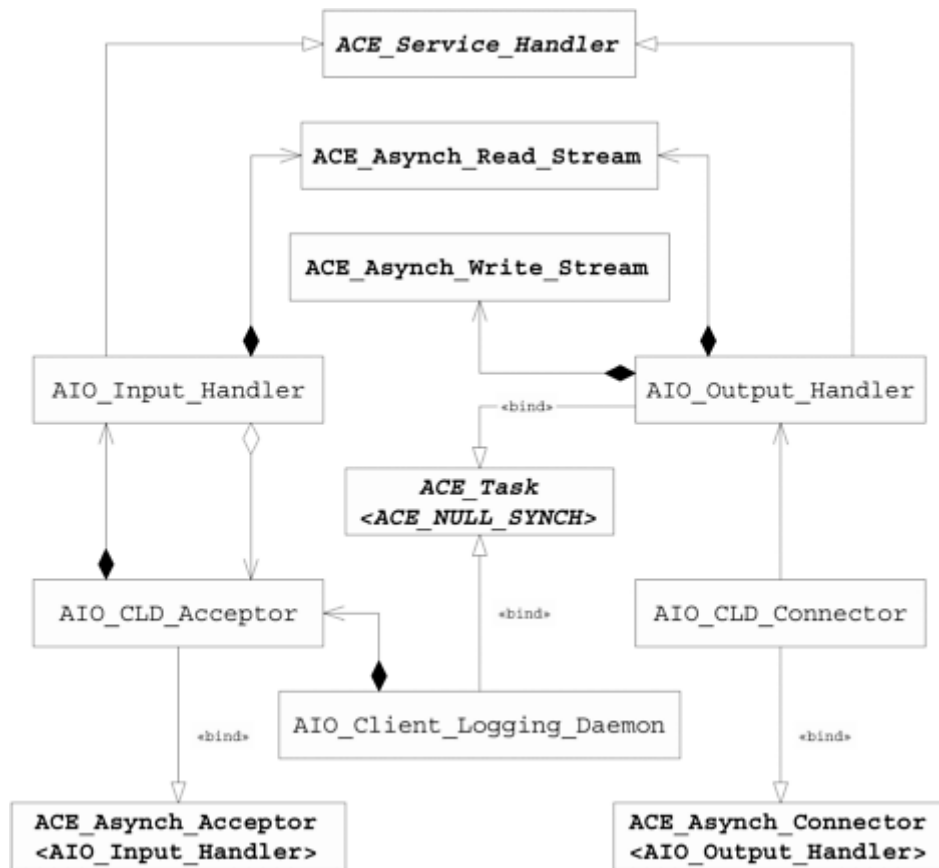 ACE_Service_Handler
ACE_Asynch_Read_Stream
ACE_Asynch_Write_Stream
AIO_Input_Handler
AIO_Output_Handler
«bind»
ACE_Task
<ACE_NULL_SYNCH>
AIO_CLD_Acceptor
«bind»
AIO_CLD_Connector
AIO_Client_Logging_Daemon
«bind»
«bind»
ACE_Asynch_Acceptor
<AIO_Input_Handler>
ACE_Asynch_Connector
<AIO_Output_Handler>